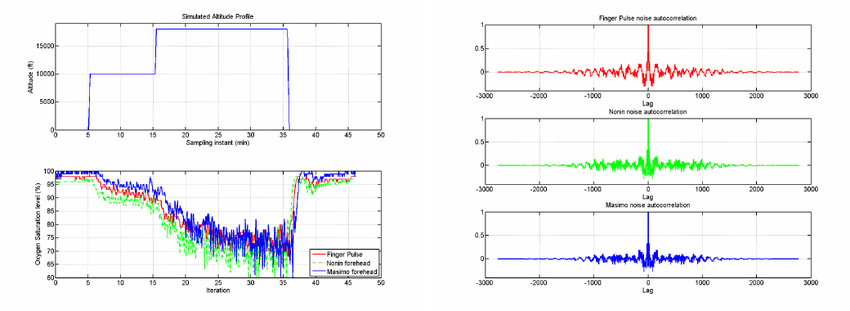 Simulated Altitude Profile
15000
10000
5000
0
Altitude (ft)
0 5 10 15 20 25 30 35 40 45 50
Sampling instant (min)
100
95
90
85
80
75
70
65
60
Oxygen Saturation level (%)
0 5 10 15 20 25 30 35 40 45 50
Iteration
Finger Pulse
Nonin forehead
Masimo forehead
Finger Pulse noise autocorrelation
1
0.5
0
-3000 -2000 -1000 0 1000 2000 3000
Lag
Nonin noise autocorrelation
1
0.5
0
-3000 -2000 -1000 0 1000 2000 3000
Lag
Masimo noise autocorrelation
1
0.5
0
-3000 -2000 -1000 0 1000 2000 3000
Lag